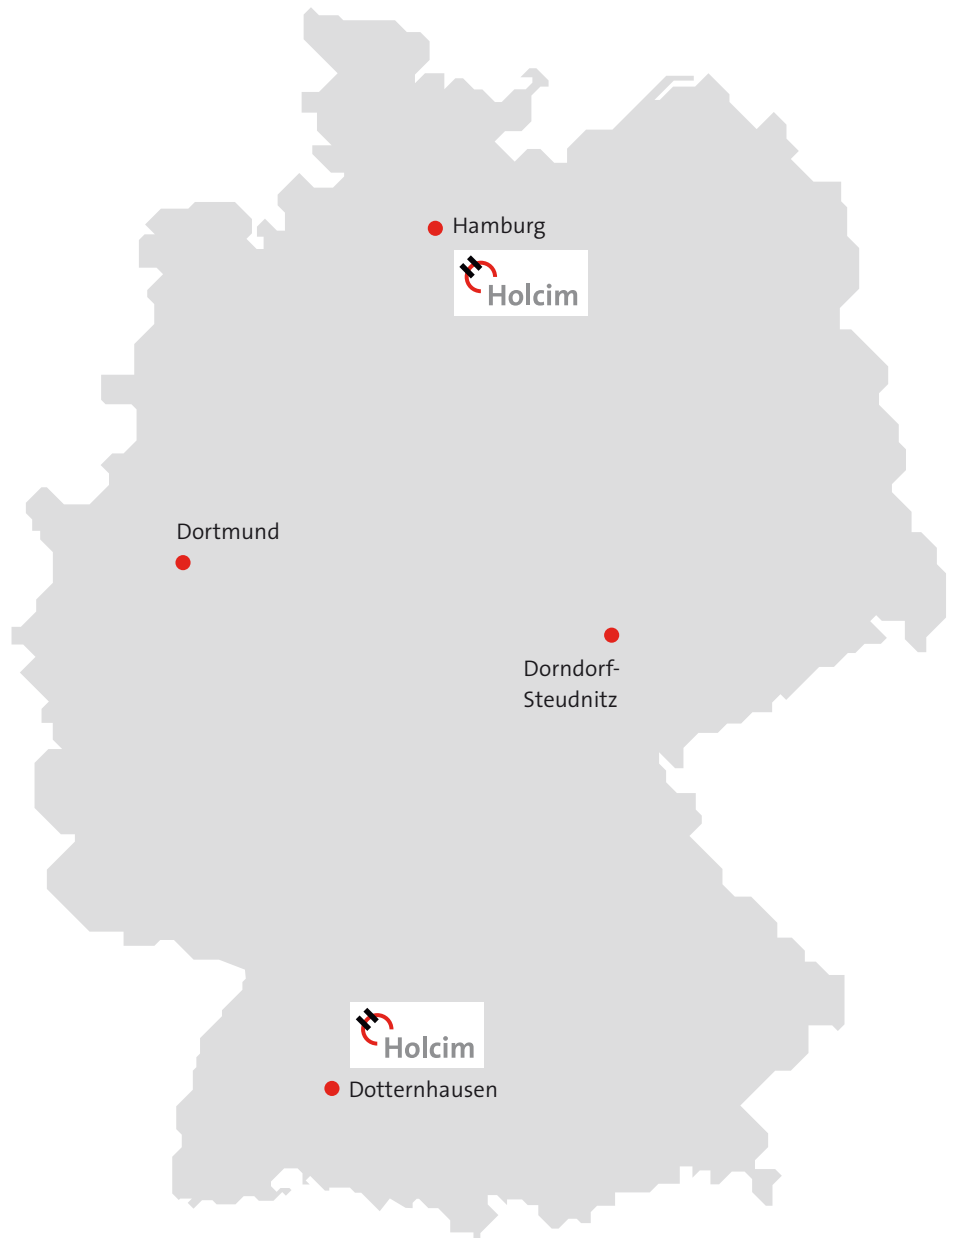 Hamburg
Holcim
Dortmund
Dorndorf-
Steudnitz
Holcim
Dotternhausen